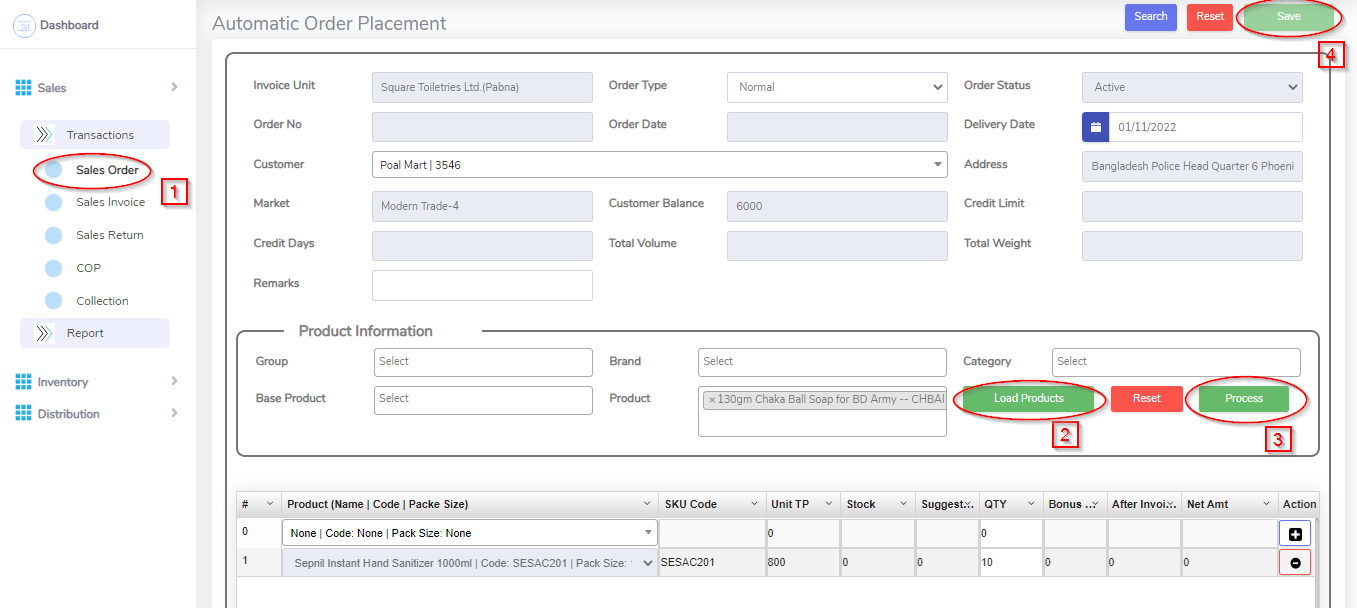 Dashboard
Automatic Order Placement
Search
Reset
Save
4
Sales
Transactions
Sales Order
1
Sales Invoice
Sales Return
COP
Collection
Report
Inventory
Distribution
Invoice Unit Square Toiletries Ltd.(Pabna) Order Type Normal Order Status Active
Order No Order Date Delivery Date 01/11/2022
Customer Poal Mart | 3546 Address Bangladesh Police Head Quarter 6 Phoeni
Market Modern Trade-4 Customer Balance 6000 Credit Limit
Credit Days Total Volume Total Weight
Remarks
Product Information
Group Select Brand Select Category Select
Base Product Select Product ×130gm Chaka Ball Soap for BD Army -- CHBAI Load Products Reset Process
2
3
# Product (Name | Code | Packe Size) SKU Code Unit TP Stock Suggest... QTY Bonus ... After Invoi... Net Amt Action
0 None | Code: None | Pack Size: None 0 0
1 Sepnil Instant Hand Sanitizer 1000ml | Code: SESAC201 | Pack Size: SESAC201 800 0 0 10 0 0 0